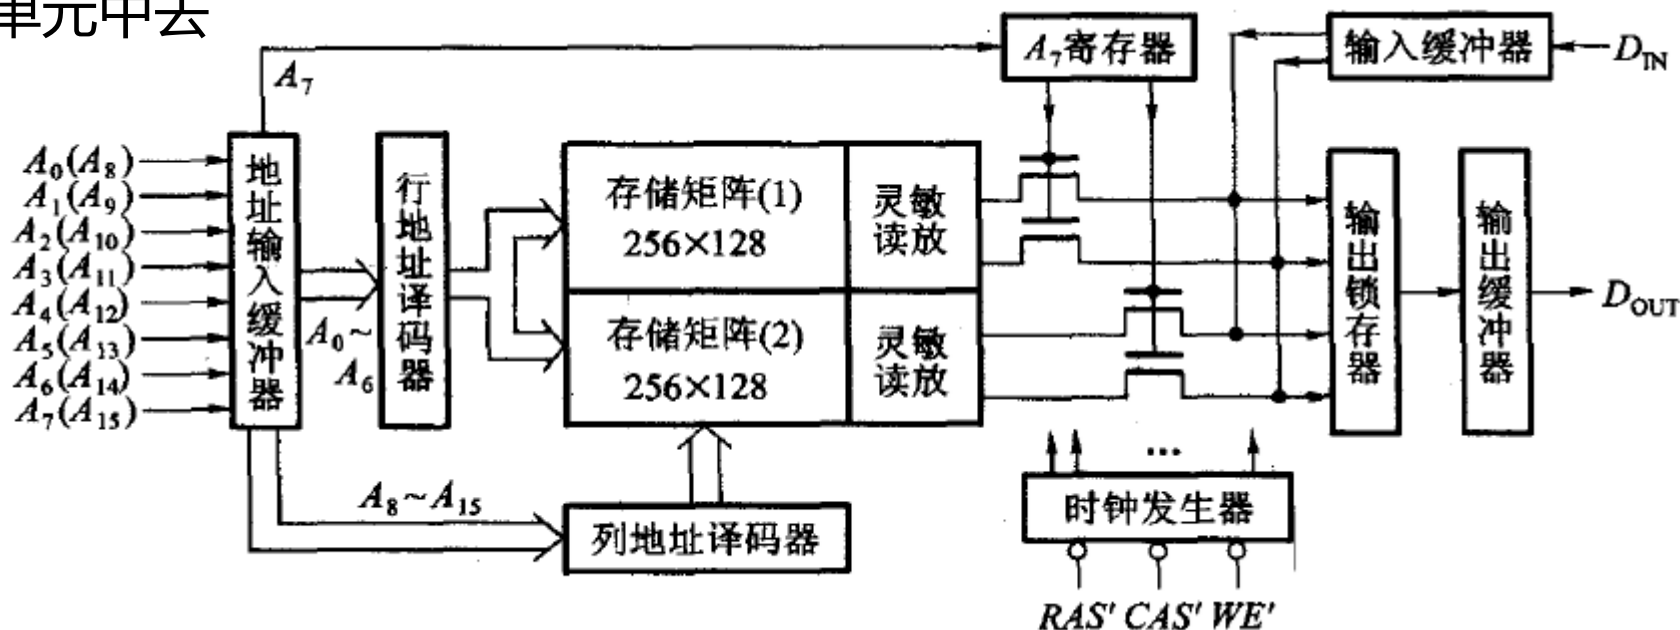 单元中去
A7
A7寄存器
输入缓冲器
DIN
A0(A8)
A1(A9)
A2(A10)
A3(A11)
A4(A12)
A5(A13)
A6(A14)
A7(A15)
地址输入缓冲器
A0~
A6
行地址译码器
存储矩阵(1)
256×128
灵敏
读放
存储矩阵(2)
256×128
灵敏
读放
输出锁存器
输出缓冲器
DOUT
A8~A15
列地址译码器
...
时钟发生器
RAS' CAS' WE'